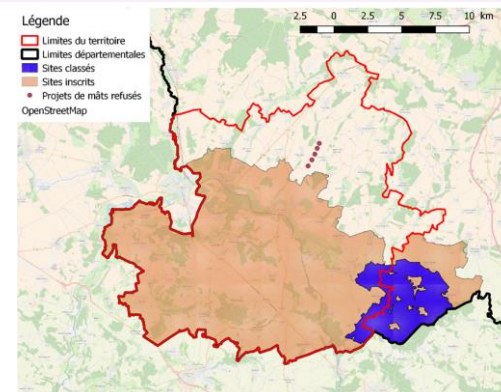 Légende
Limites du territoire
Limites départementales
Sites classés
Sites inscrits
Projets de mâts refusés
OpenStreetMap
2.5 0 2.5 5 7.5 10 km